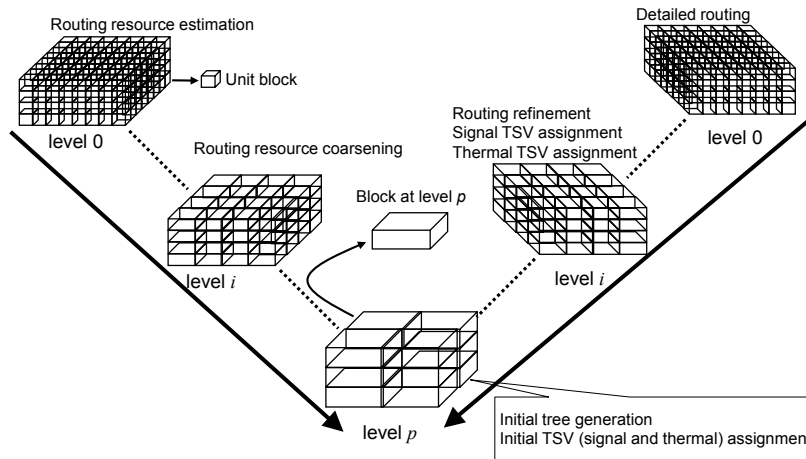 Routing resource estimation
Unit block
level 0
Routing resource coarsening
level i
Block at level p
level p
Initial tree generation
Initial TSV (signal and thermal) assignment
Detailed routing
level 0
Routing refinement
Signal TSV assignment
Thermal TSV assignment
level i